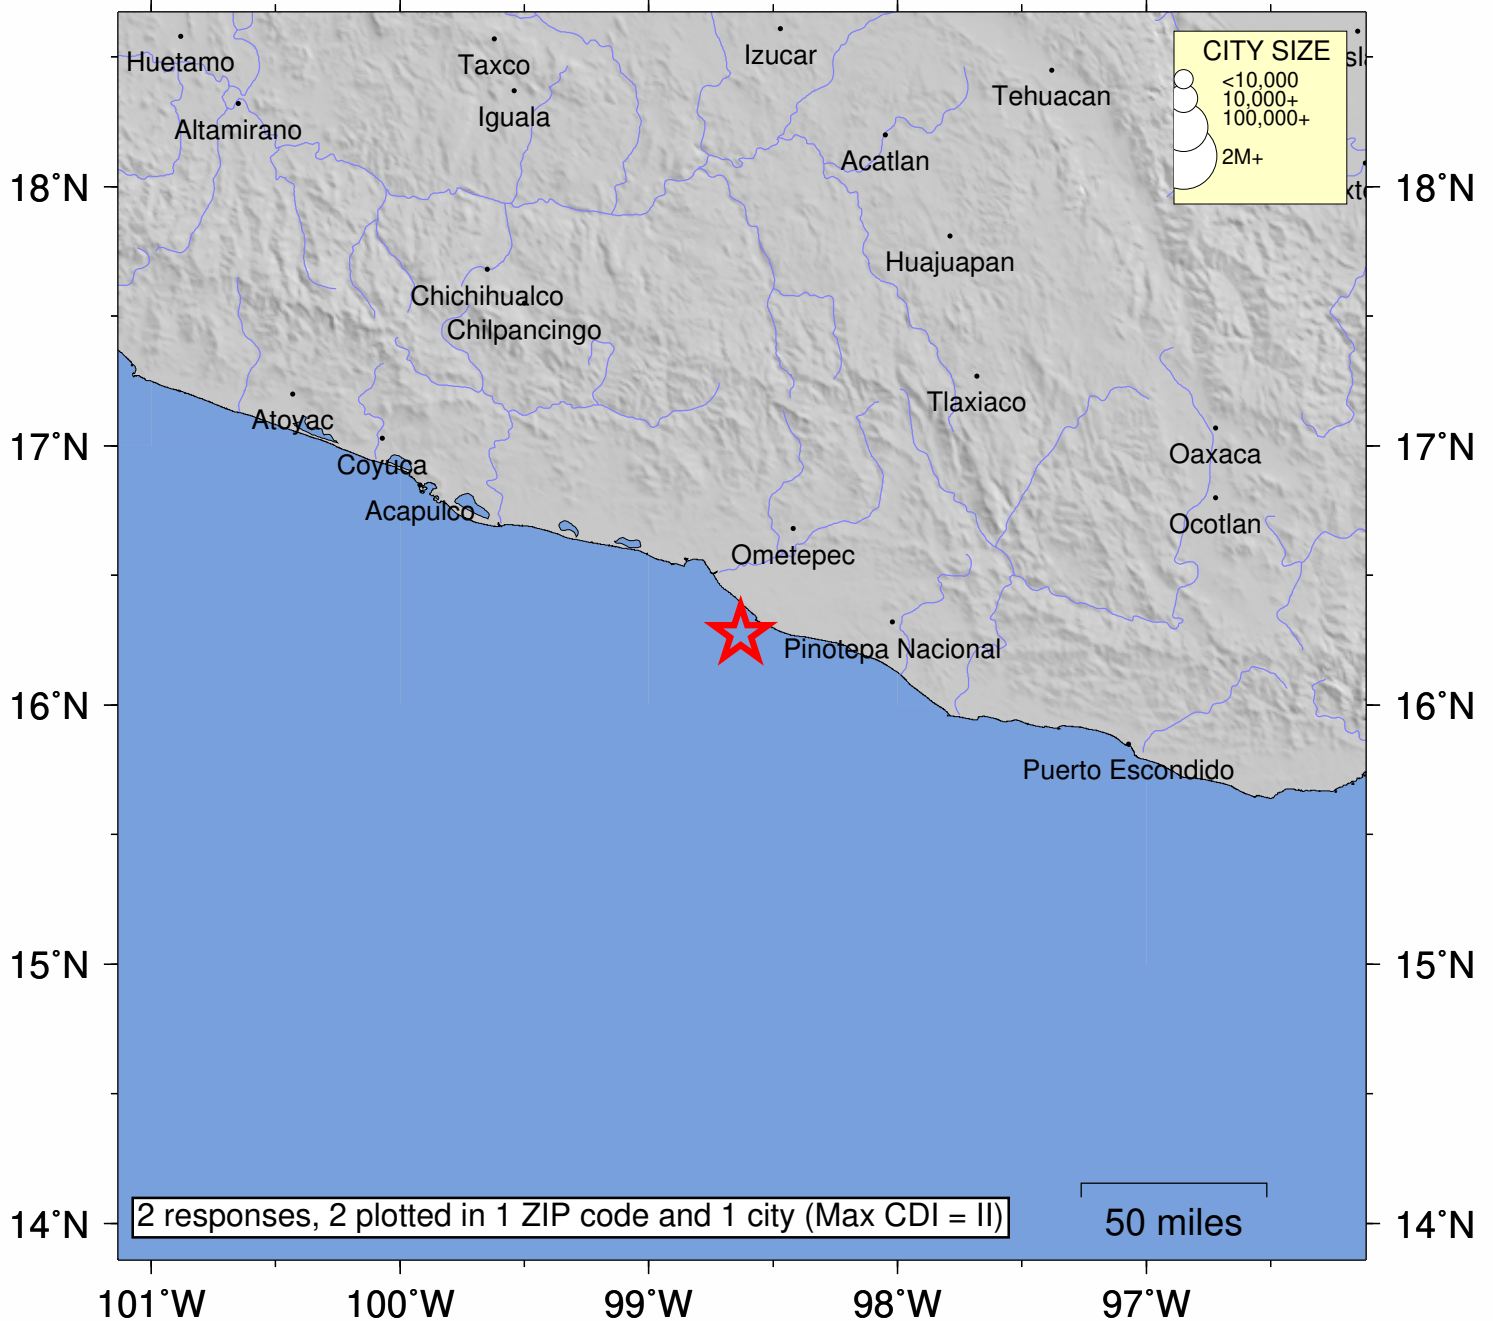 Huetamo
Taxco
Izucar
CITY SIZE
<10,000
10,000+
100,000+
2M+
Tehuacan
Iguala
Altamirano
Acatlan
18°N
18°N
Huajuapan
Chichihualco
Chilpancingo
Tlaxiaco
Atoyac
17°N
17°N
Oaxaca
Coyuca
Acapulco
Ocotlan
Ometepec
Pinotepa Nacional
16°N
16°N
Puerto Escondido
15°N
15°N
2 responses, 2 plotted in 1 ZIP code and 1 city (Max CDI = II)
50 miles
14°N
14°N
101°W
100°W
99°W
98°W
97°W